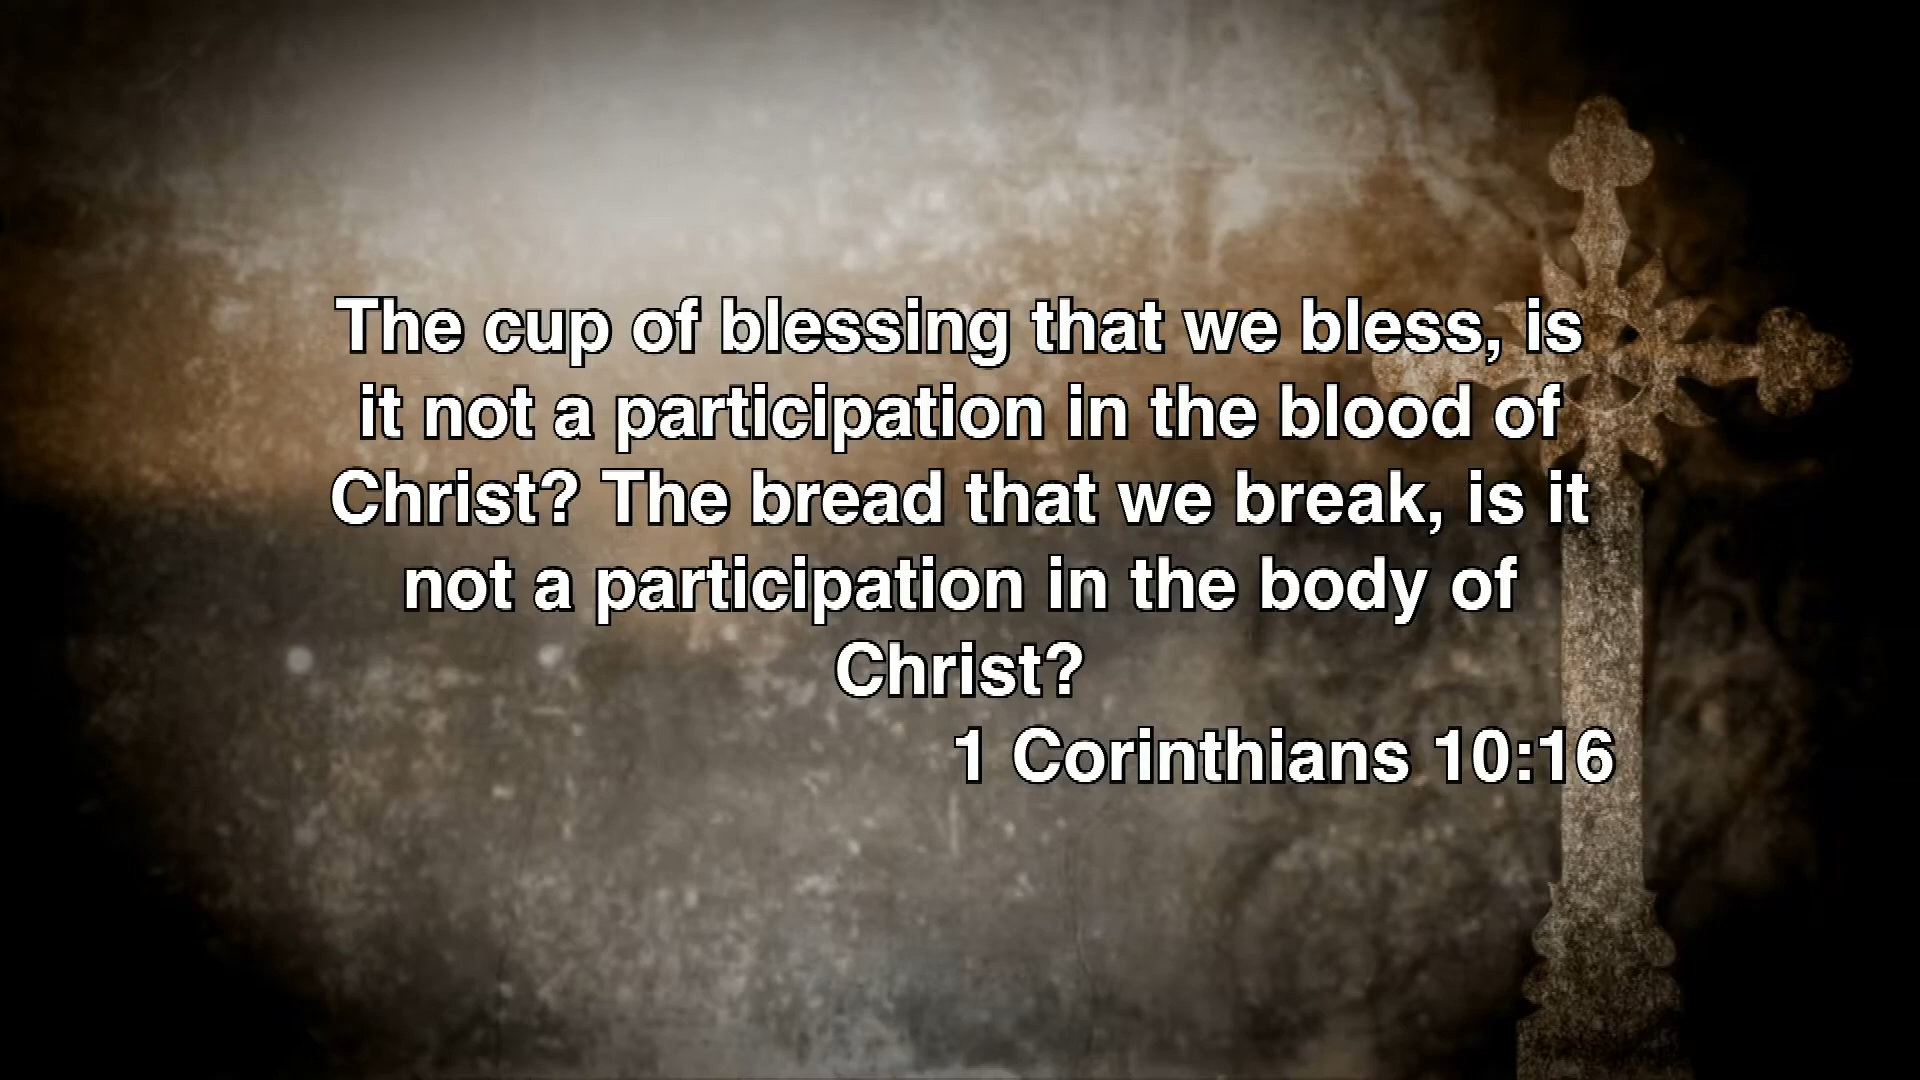 The cup of blessing that we bless, is
it not a participation in the blood of
Christ? The bread that we break, is it
not a participation in the body of
Christ?
1 Corinthians 10:16